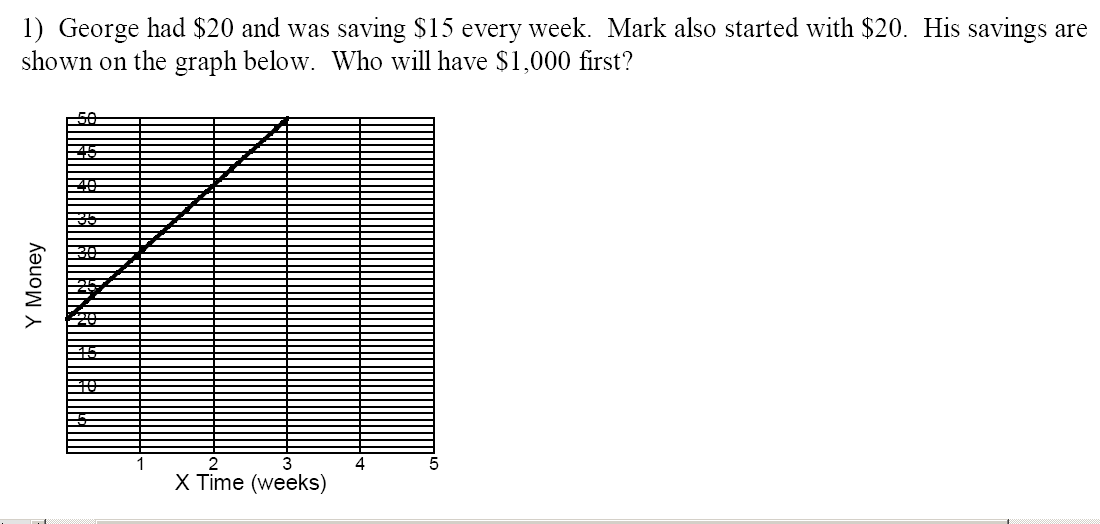 1) George had $20 and was saving $15 every week. Mark also started with $20. His savings are
shown on the graph below. Who will have $1,000 first?
50
45
40
35
30
25
20
15
10
5
Y Money
1 2 3 4 5
X Time (weeks)